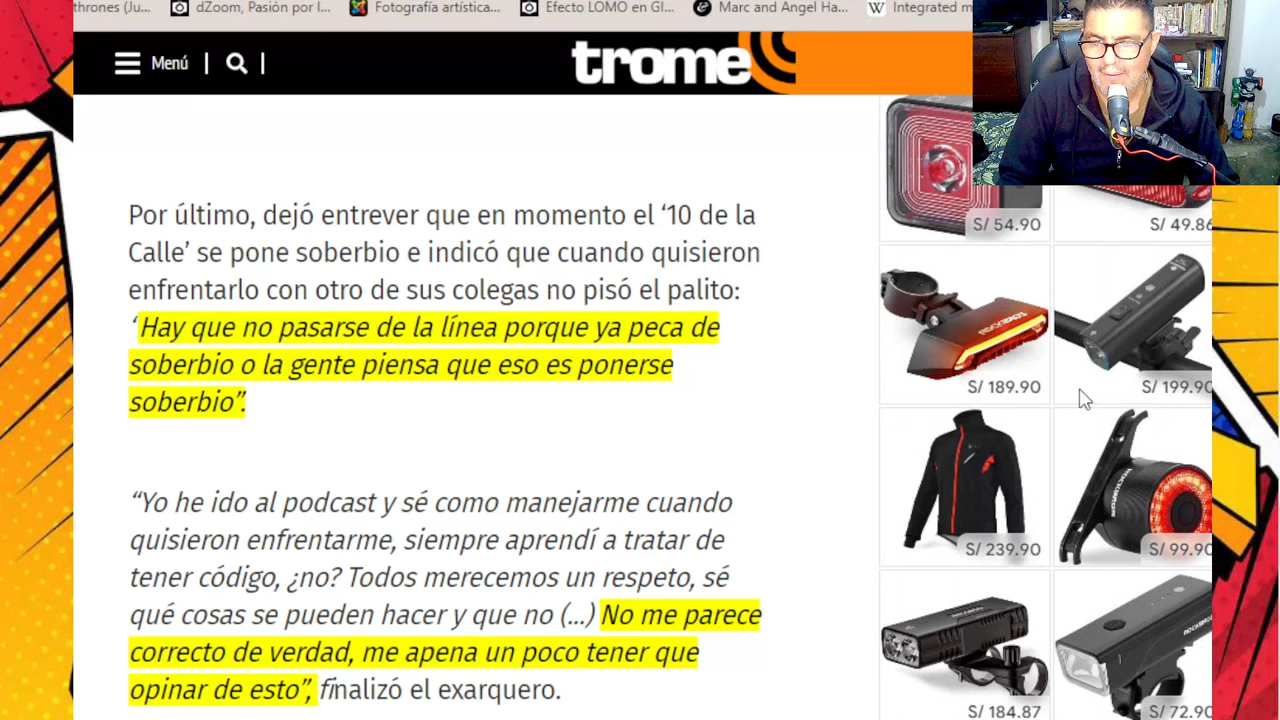 thrones (Ju... dZoom, Pasión por l... Fotografía artística... Efecto LOMO en GI... Marc and Angel Ha... W Integrated m
Menú
trome
Por último, dejó entrever que en momento el ‘10 de la
Calle’ se pone soberbio e indicó que cuando quisieron
enfrentarlo con otro de sus colegas no pisó el palito:
‘Hay que no pasarse de la línea porque ya peca de
soberbio o la gente piensa que eso es ponerse
soberbio”.
“Yo he ido al podcast y sé como manejarme cuando
quisieron enfrentarme, siempre aprendí a tratar de
tener código, ¿no? Todos merecemos un respeto, sé
qué cosas se pueden hacer y que no (...) No me parece
correcto de verdad, me apena un poco tener que
opinar de esto”, finalizó el exarquero.
S/ 54.90
S/ 49.86
S/ 189.90
S/ 199.90
S/ 239.90
S/ 99.90
S/ 184.87
S/ 72.90